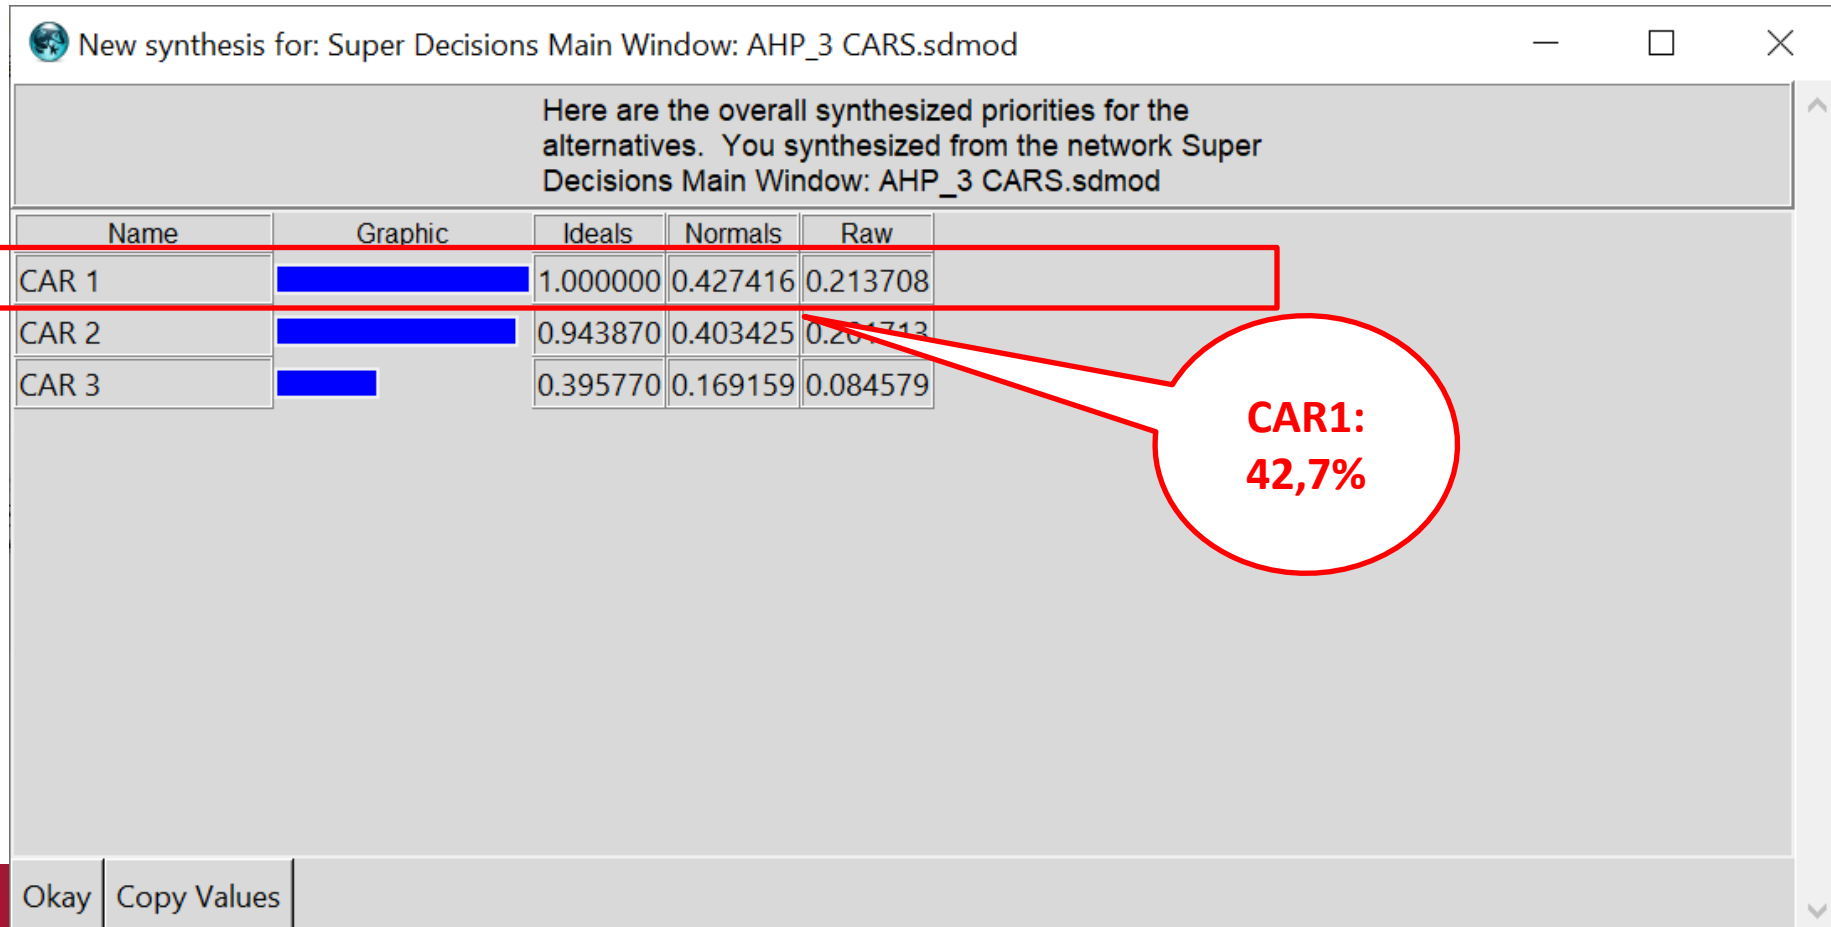 New synthesis for: Super Decisions Main Window: AHP_3 CARS.sdmod
Here are the overall synthesized priorities for the
alternatives. You synthesized from the network Super
Decisions Main Window: AHP_3 CARS.sdmod
Name Graphic Ideals Normals Raw
CAR 1 1.000000 0.427416 0.213708
CAR 2 0.943870 0.403425 0.201713
CAR 3 0.395770 0.169159 0.084579
CAR1:
42,7%
Okay Copy Values